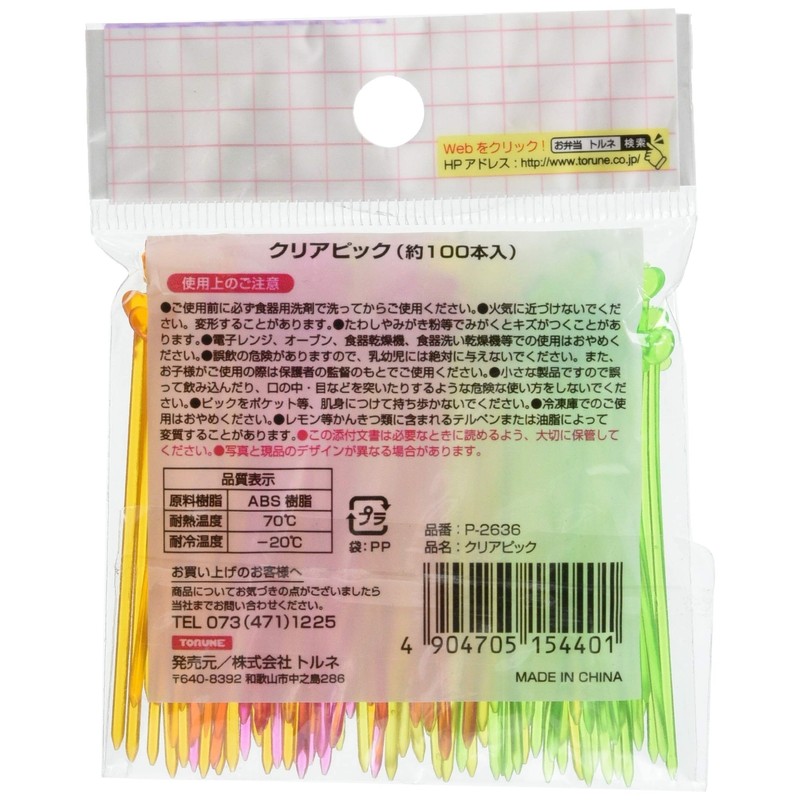 Webをクリック! お弁当 トルネ 検索
HPアドレス:http://www.torune.co.jp/
クリアピック(約100本入)
使用上のご注意
●ご使用前に必ず食器用洗剤で洗ってからご使用ください。●火気に近づけないでくだ
さい。変形することがあります。●たわしやみがき粉等でみがくとキズがつくことがあ
ります。●電子レンジ、オーブン、食器乾燥機、食器洗い乾燥機等での使用はおやめく
ださい。●誤飲の危険がありますので、乳幼児には絶対に与えないでください。また、
お子様がご使用の際は保護者の監督のもとでご使用ください。●小さな製品ですので誤
って飲み込んだり、口の中・目などを突いたりするような危険な使い方をしないでくだ
さい。●ピックをポケット等、肌身につけて持ち歩かないでください。●冷凍庫でのご使
用はおやめください。●レモン等かんきつ類に含まれるテルペンまたは油脂によって
変質することがあります。●この添付文書は必要なときに読めるよう、大切に保管して
ください。●写真と現品のデザインが異なる場合があります。
品質表示
原料樹脂 ABS樹脂
耐熱温度 70℃
耐冷温度 -20℃
プラ
袋:PP
品番:P-2636
品名:クリアピック
お買い上げのお客様へ
商品についてお気づきの点がございましたら
当社までお問い合わせください。
TEL 073(471)1225
TORUNE
発売元/株式会社トルネ
〒640-8392 和歌山市中之島286
4 904705 154401
MADE IN CHINA